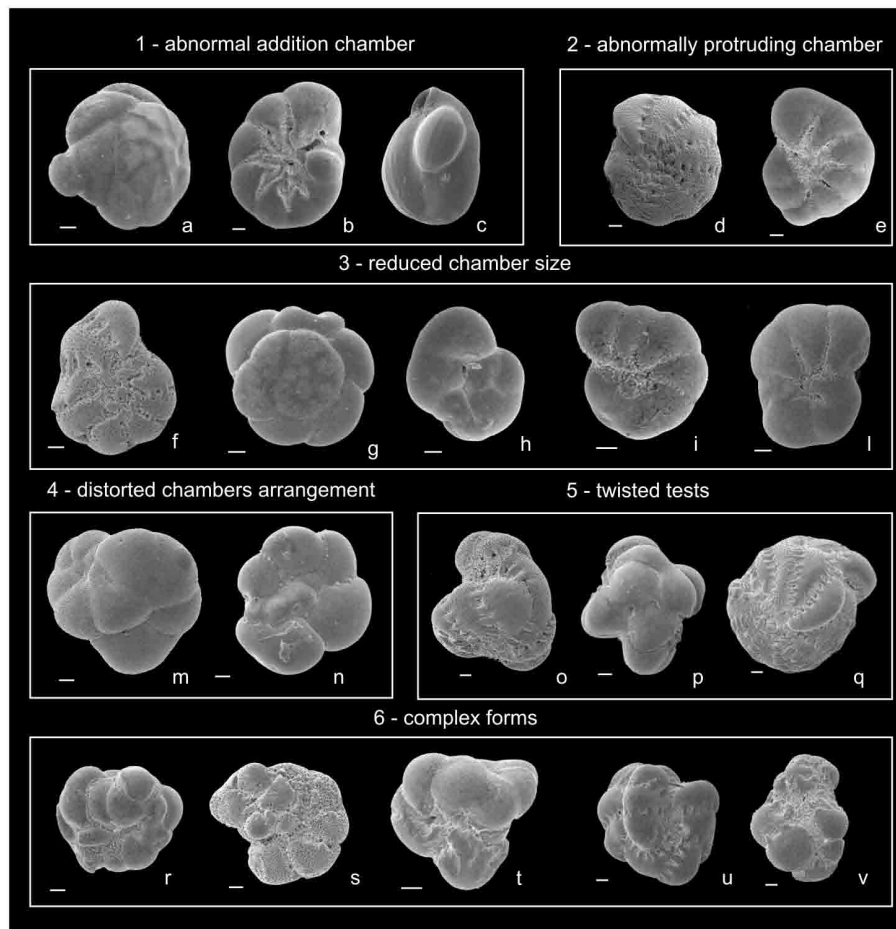 1 - abnormal addition chamber
2 - abnormally protruding chamber
a
b
c
d
e
3 - reduced chamber size
f
g
h
i
l
4 - distorted chambers arrangement
5 - twisted tests
m
n
o
p
q
6 - complex forms
r
s
t
u
v